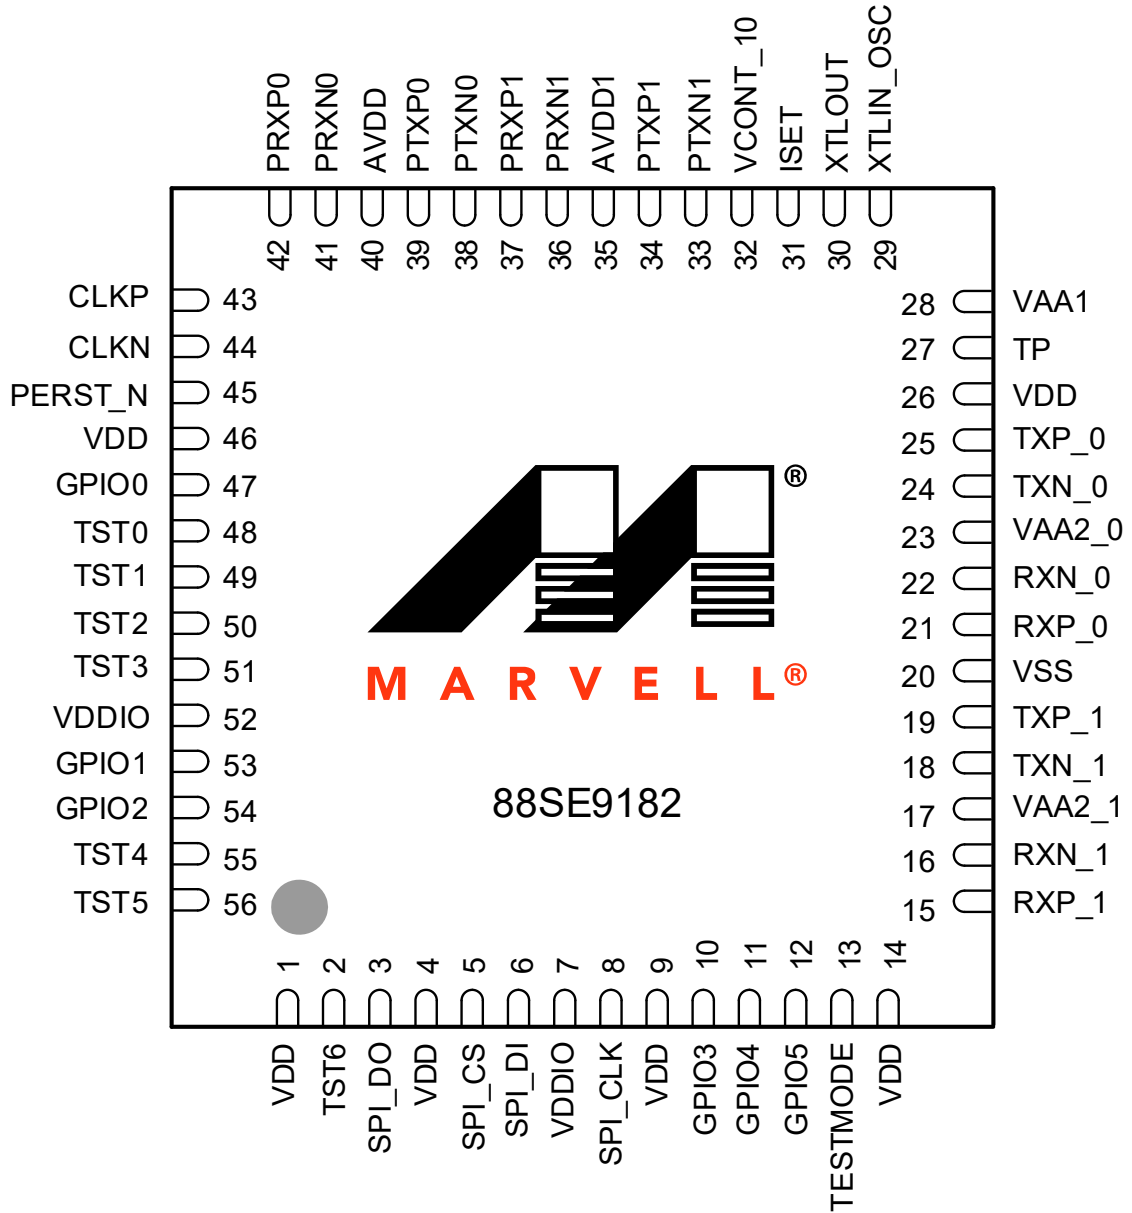 PRXP0 PRXN0 AVDD PTXP0 PTXN0 PRXP1 PRXN1 AVDD1 PTXP1 PTXN1 VCONT_10 ISET XTLOUT XTLIN_OSC
42 41 40 39 38 37 36 35 34 33 32 31 30 29
CLKP 43 28 VAA1
CLKN 44 27 TP
PERST_N 45 26 VDD
VDD 46 25 TXP_0
GPIO0 47 24 TXN_0
TST0 48 23 VAA2_0
TST1 49 22 RXN_0
TST2 50 21 RXP_0
TST3 51 20 VSS
VDDIO 52 19 TXP_1
GPIO1 53 18 TXN_1
GPIO2 54 17 VAA2_1
TST4 55 16 RXN_1
TST5 56 15 RXP_1
®
MARVELL®
88SE9182
1 2 3 4 5 6 7 8 9 10 11 12 13 14
VDD TST6 SPI_DO VDD SPI_CS SPI_DI VDDIO SPI_CLK VDD GPIO3 GPIO4 GPIO5 TESTMODE VDD